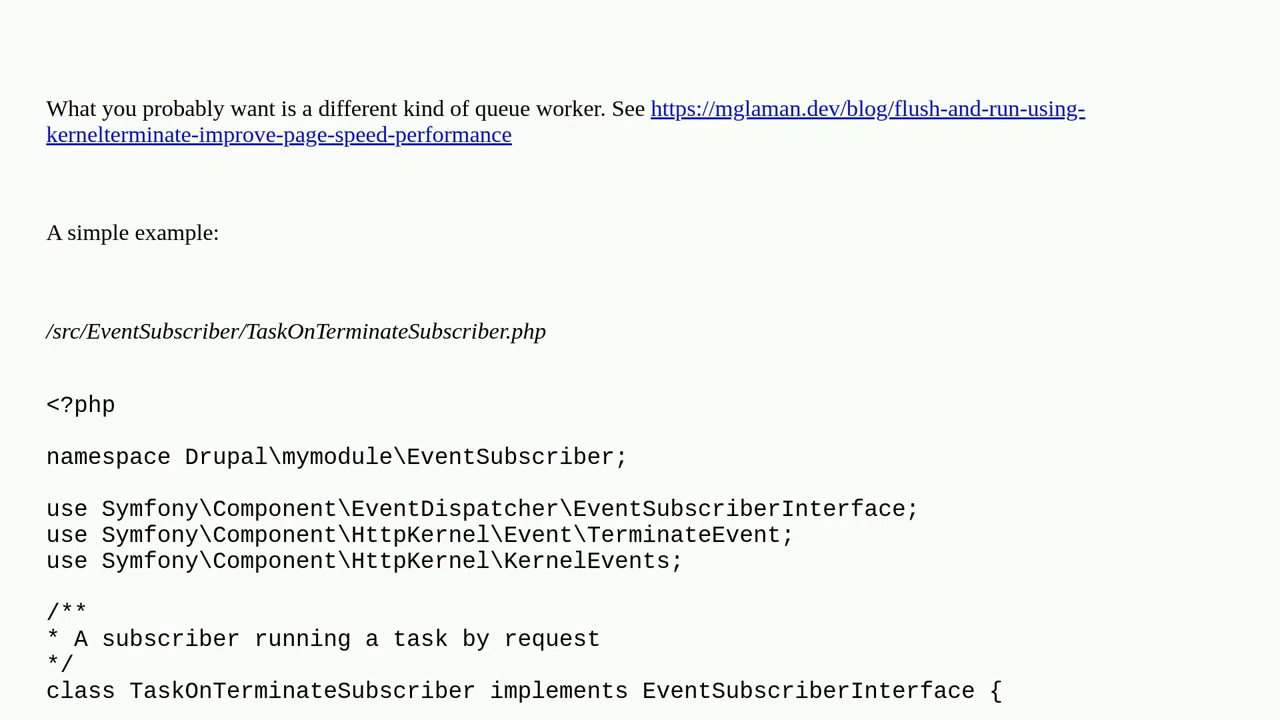 What you probably want is a different kind of queue worker. See https://mglaman.dev/blog/flush-and-run-using-
kernelterminate-improve-page-speed-performance
A simple example:
/src/EventSubscriber/TaskOnTerminateSubscriber.php
<?php
namespace Drupal\mymodule\EventSubscriber;
use Symfony\Component\EventDispatcher\EventSubscriberInterface;
use Symfony\Component\HttpKernel\Event\TerminateEvent;
use Symfony\Component\HttpKernel\KernelEvents;
/**
* A subscriber running a task by request
*/
class TaskOnTerminateSubscriber implements EventSubscriberInterface {